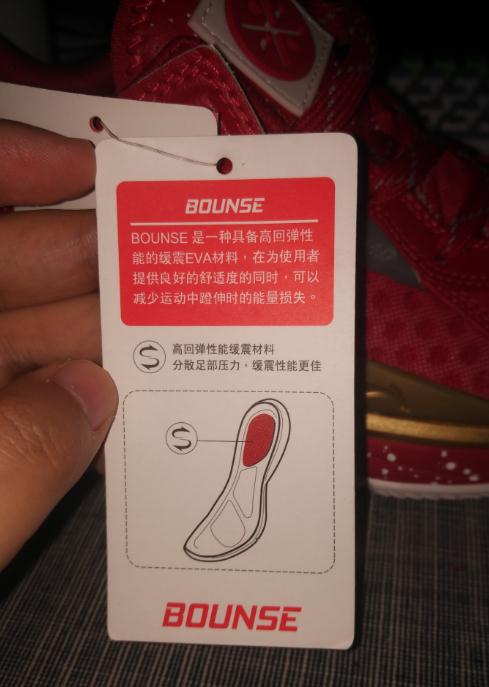 BOUNSE
BOUNSE 是一种具备高回弹性
能的缓震EVA材料，在为使用者
提供良好的舒适度的同时，可以
减少运动中蹬伸时的能量损失。
高回弹性能缓震材料
分散足部压力，缓震性能更佳
BOUNSE